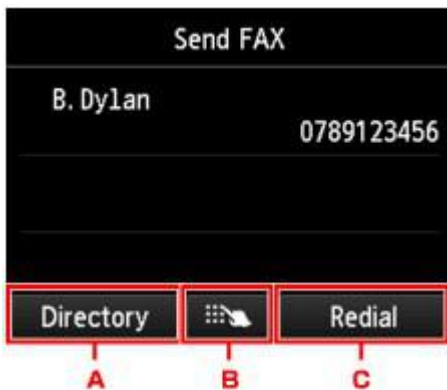 Send FAX
B. Dylan
0789123456
Directory Redial
A B C